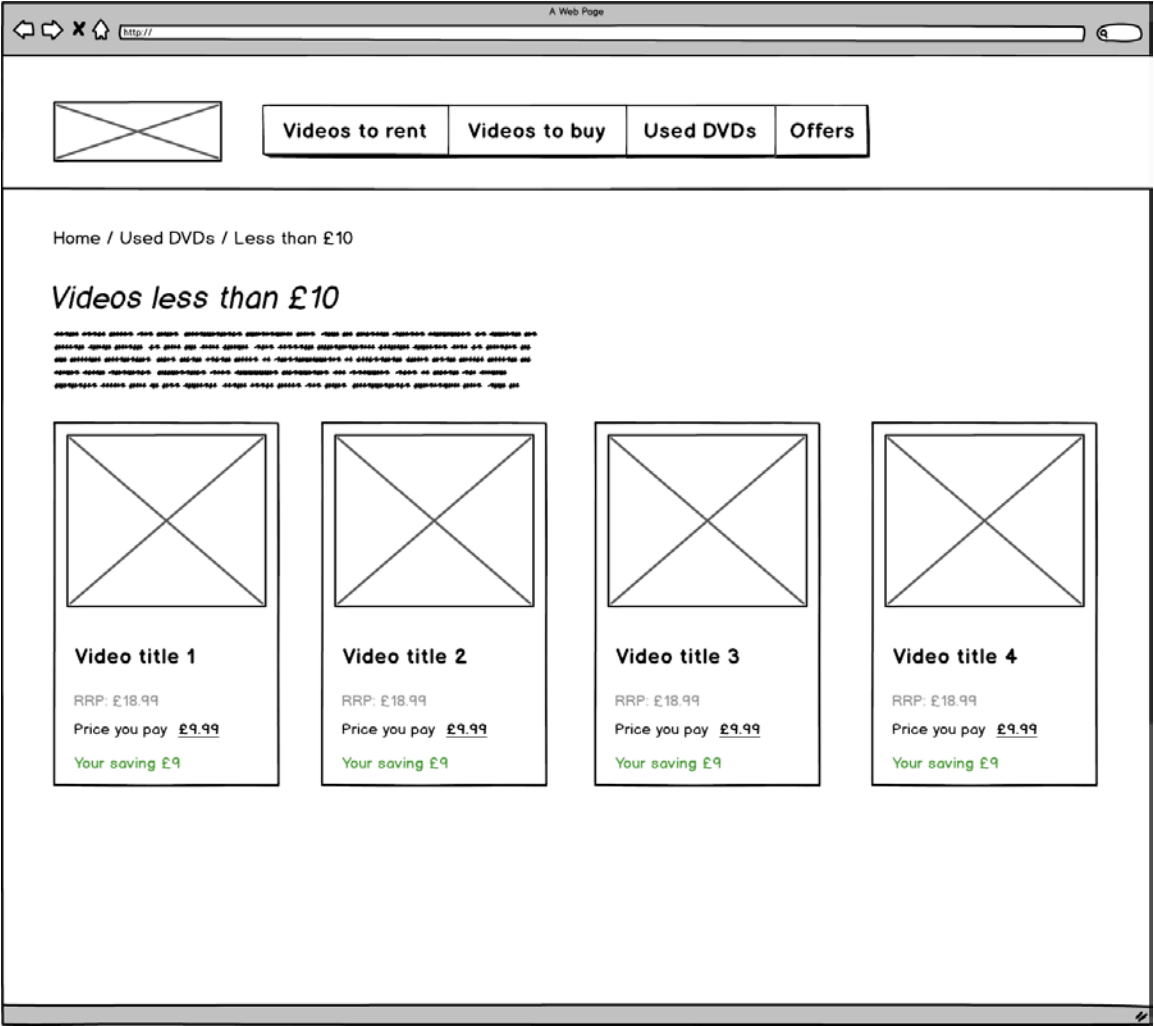 A Web Page
http://
Videos to rent Videos to buy Used DVDs Offers
Home / Used DVDs / Less than £10
Videos less than £10
Video title 1
RRP: £18.99
Price you pay £9.99
Your saving £9
Video title 2
RRP: £18.99
Price you pay £9.99
Your saving £9
Video title 3
RRP: £18.99
Price you pay £9.99
Your saving £9
Video title 4
RRP: £18.99
Price you pay £9.99
Your saving £9